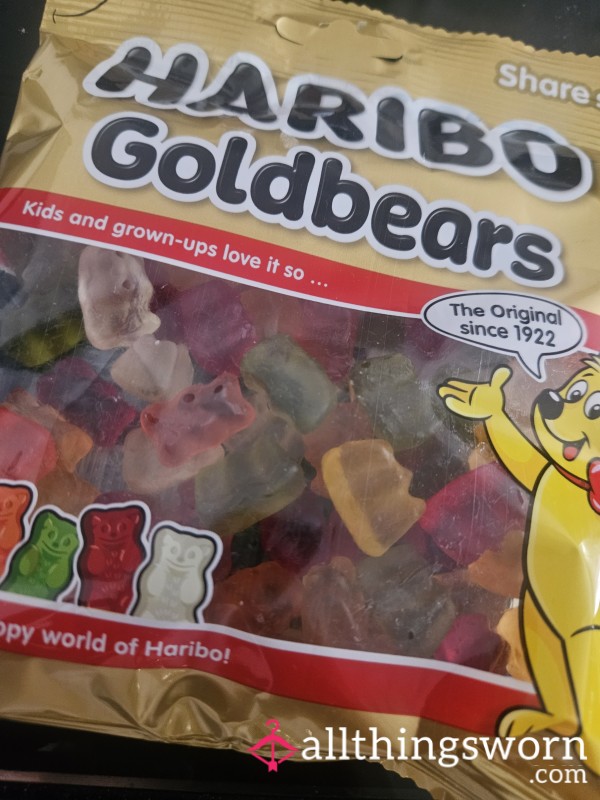 Share
HARIBO
Goldbears
Kids and grown-ups love it so ...
The Original
since 1922
world of Haribo!
allthingsworn
.com